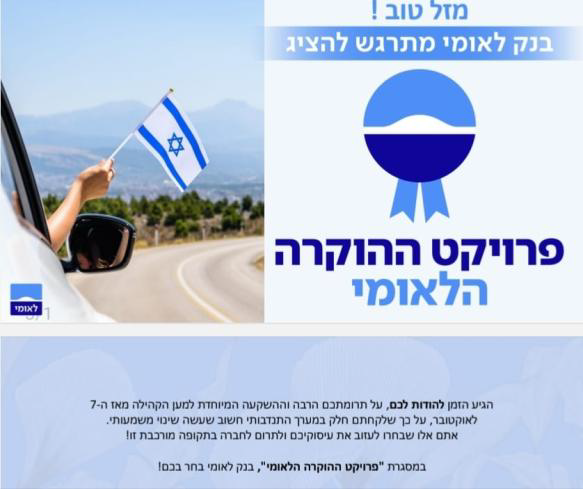 מזל טוב !
בנק לאומי מתרגש להציג
פרויקט ההוקרה
הלאומי
לאומי
הגיע הזמן להודות לכם, על תרומתכם הרבה וההשקעה המיוחדת למען הקהילה מאז ה-7
לאוקטובר, על כך שלקחתם חלק במערך התנדבותי חשוב שעשה שינוי משמעותי.
אתם אלו שבחרו לעזוב את עיסוקיכם ולתרום לחברה בתקופה מורכבת זו!
במסגרת "פרויקט ההוקרה הלאומי", בנק לאומי בחר בכם!